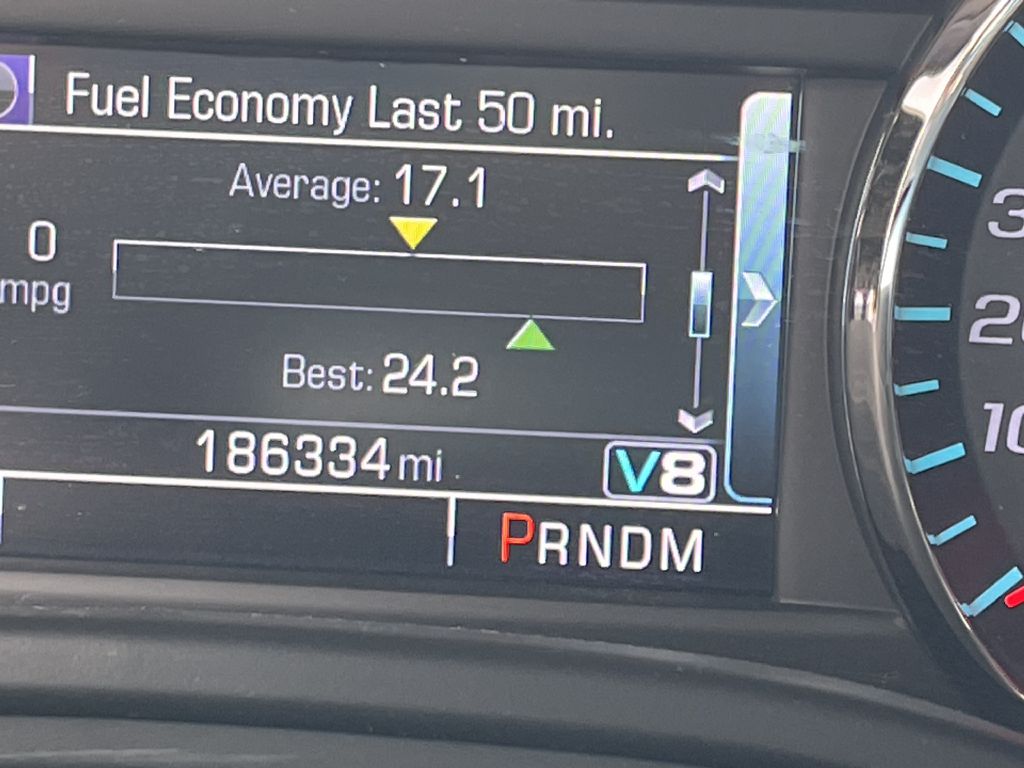 Fuel Economy Last 50 mi.
Average: 17.1
0
mpg
Best: 24.2
186334 mi
V8
PRNDM